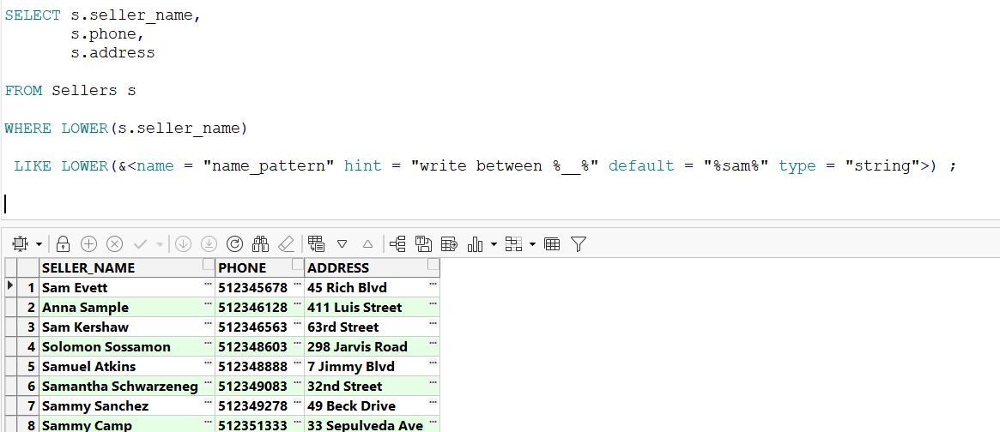 SELECT s.seller_name,
s.phone,
s.address
FROM Sellers s
WHERE LOWER(s.seller_name)
LIKE LOWER(&<name = "name_pattern" hint = "write between %__%" default = "%sam%" type = "string">) ;
SELLER_NAME PHONE ADDRESS
1 Sam Evett ... 512345678 ... 45 Rich Blvd ...
2 Anna Sample ... 512346128 ... 411 Luis Street ...
3 Sam Kershaw ... 512346563 ... 63rd Street ...
4 Solomon Sossamon ... 512348603 ... 298 Jarvis Road ...
5 Samuel Atkins ... 512348888 ... 7 Jimmy Blvd ...
6 Samantha Schwarzeneg ... 512349083 ... 32nd Street ...
7 Sammy Sanchez ... 512349278 ... 49 Beck Drive ...
8 Sammy Camp ... 512351333 ... 33 Sepulveda Ave ...